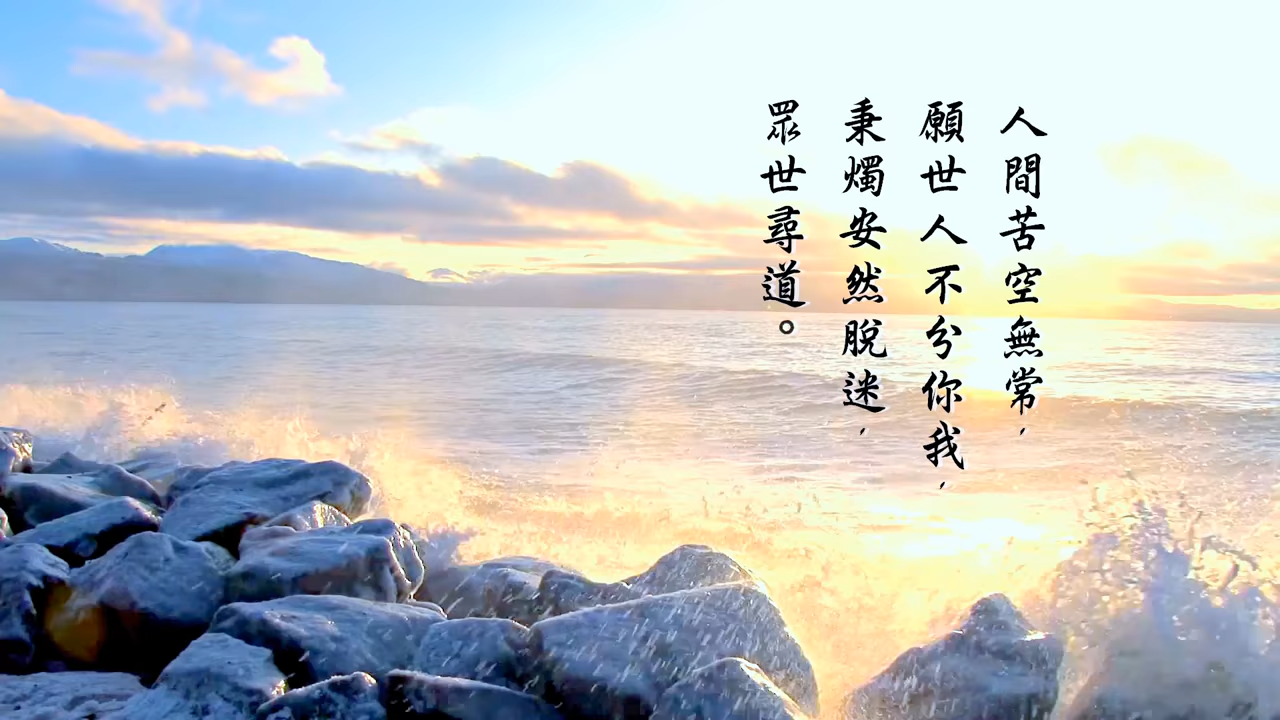 人間苦空無常，
願世人不分你我，
秉燭安然脫迷，
眾世尋道。